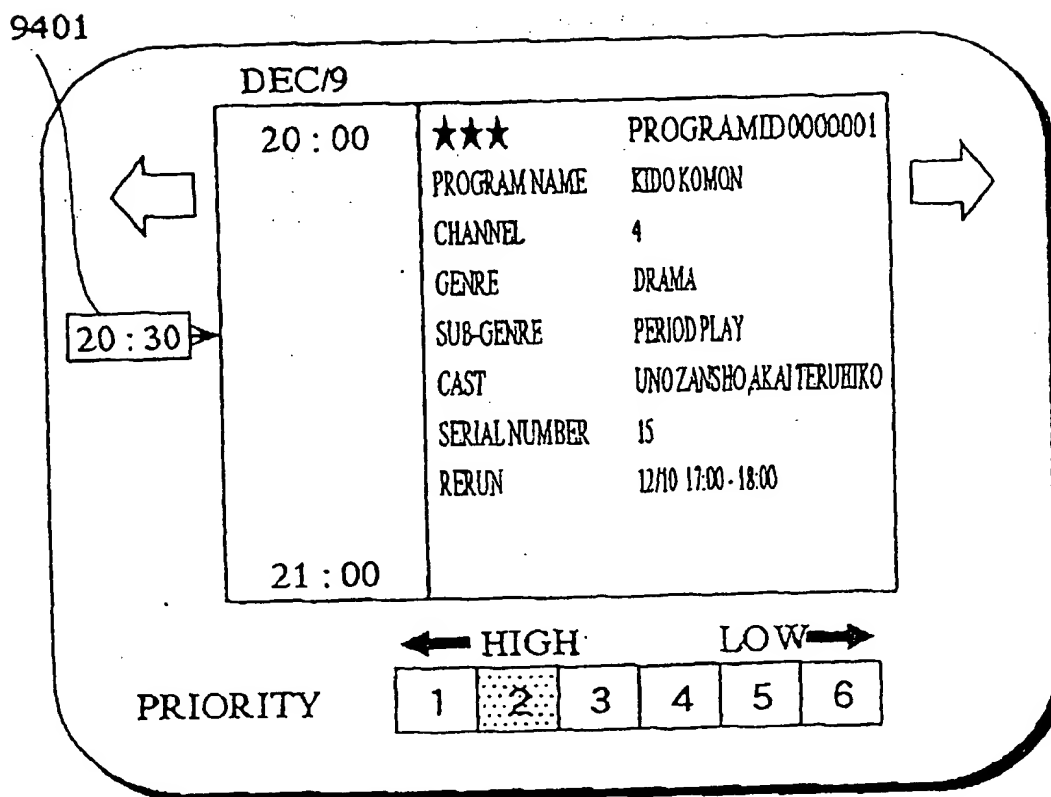 9401
DEC/9
20 : 00
★★★ PROGRAMID0000001
PROGRAM NAME KIDO KOMON
CHANNEL 4
GENRE DRAMA
20 : 30
SUB-GENRE PERIOD PLAY
CAST UNO ZANSHO,AKAI TERUHIKO
SERIAL NUMBER 15
RERUN 12/10 17:00 - 18:00
21 : 00
HIGH LOW
PRIORITY 1 2 3 4 5 6